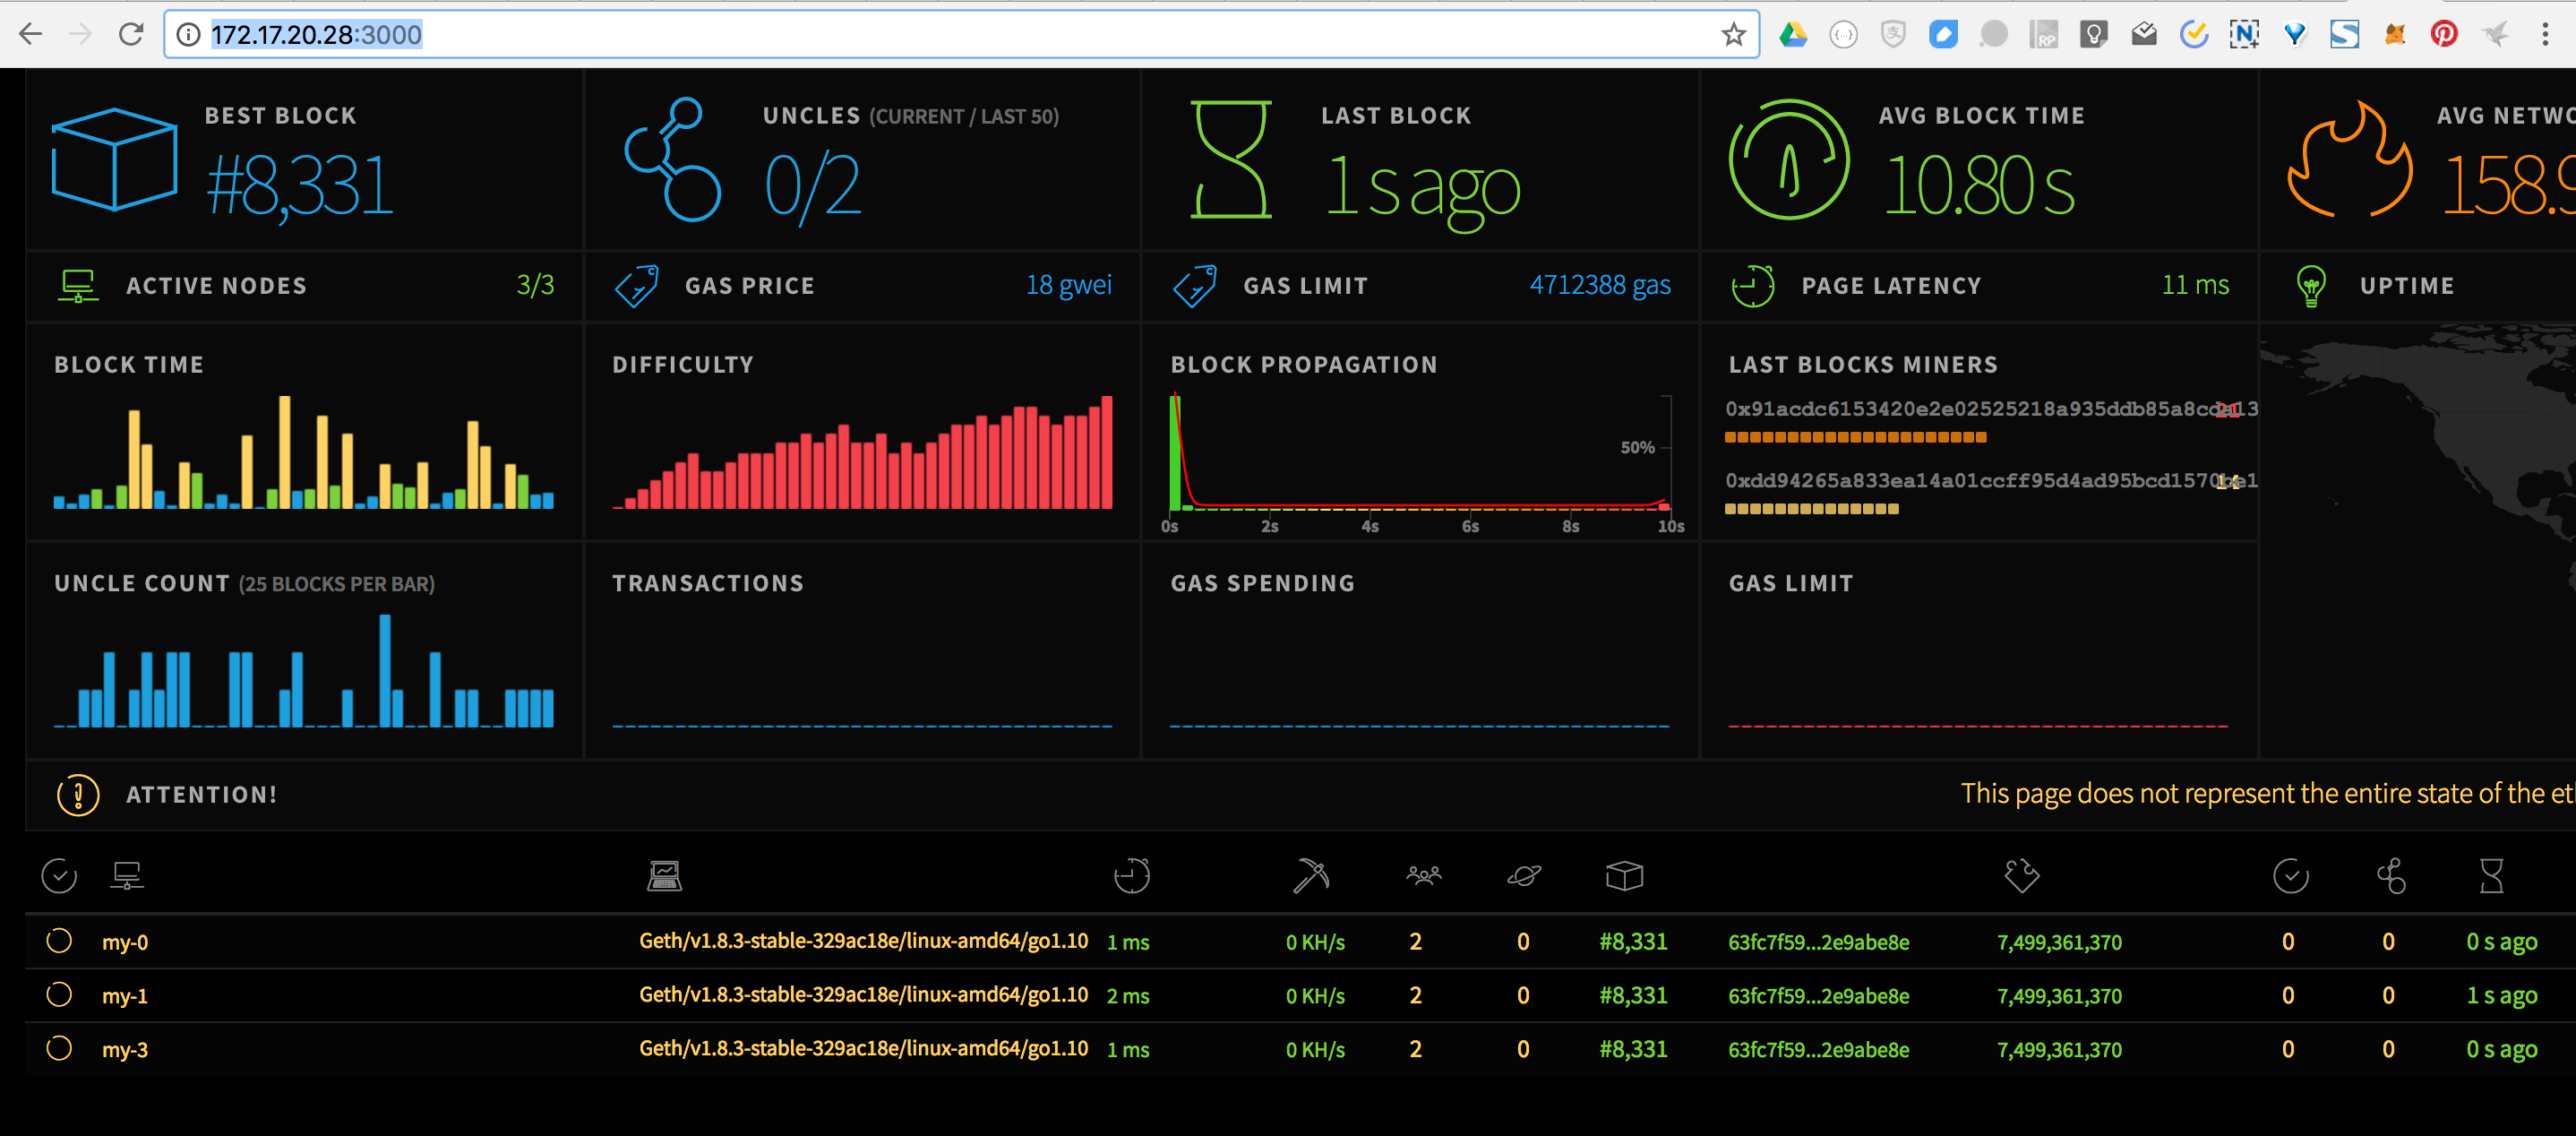 172.17.20.28:3000
BEST BLOCK
#8,331
UNCLES (CURRENT / LAST 50)
0/2
LAST BLOCK
1 s ago
AVG BLOCK TIME
10.80 s
AVG NETWO
158.9
ACTIVE NODES 3/3
GAS PRICE 18 gwei
GAS LIMIT 4712388 gas
PAGE LATENCY 11 ms
UPTIME
BLOCK TIME
DIFFICULTY
BLOCK PROPAGATION
50%
0s 2s 4s 6s 8s 10s
LAST BLOCKS MINERS
0x91acdc6153420e2e02525218a935ddb85a8cda13
21
0xdd94265a833ea14a01ccff95d4ad95bcd1570be1
14
UNCLE COUNT (25 BLOCKS PER BAR)
TRANSACTIONS
GAS SPENDING
GAS LIMIT
ATTENTION!
This page does not represent the entire state of the et
my-0 Geth/v1.8.3-stable-329ac18e/linux-amd64/go1.10 1 ms 0 KH/s 2 0 #8,331 63fc7f59...2e9abe8e 7,499,361,370 0 0 0 s ago
my-1 Geth/v1.8.3-stable-329ac18e/linux-amd64/go1.10 2 ms 0 KH/s 2 0 #8,331 63fc7f59...2e9abe8e 7,499,361,370 0 0 1 s ago
my-3 Geth/v1.8.3-stable-329ac18e/linux-amd64/go1.10 1 ms 0 KH/s 2 0 #8,331 63fc7f59...2e9abe8e 7,499,361,370 0 0 0 s ago